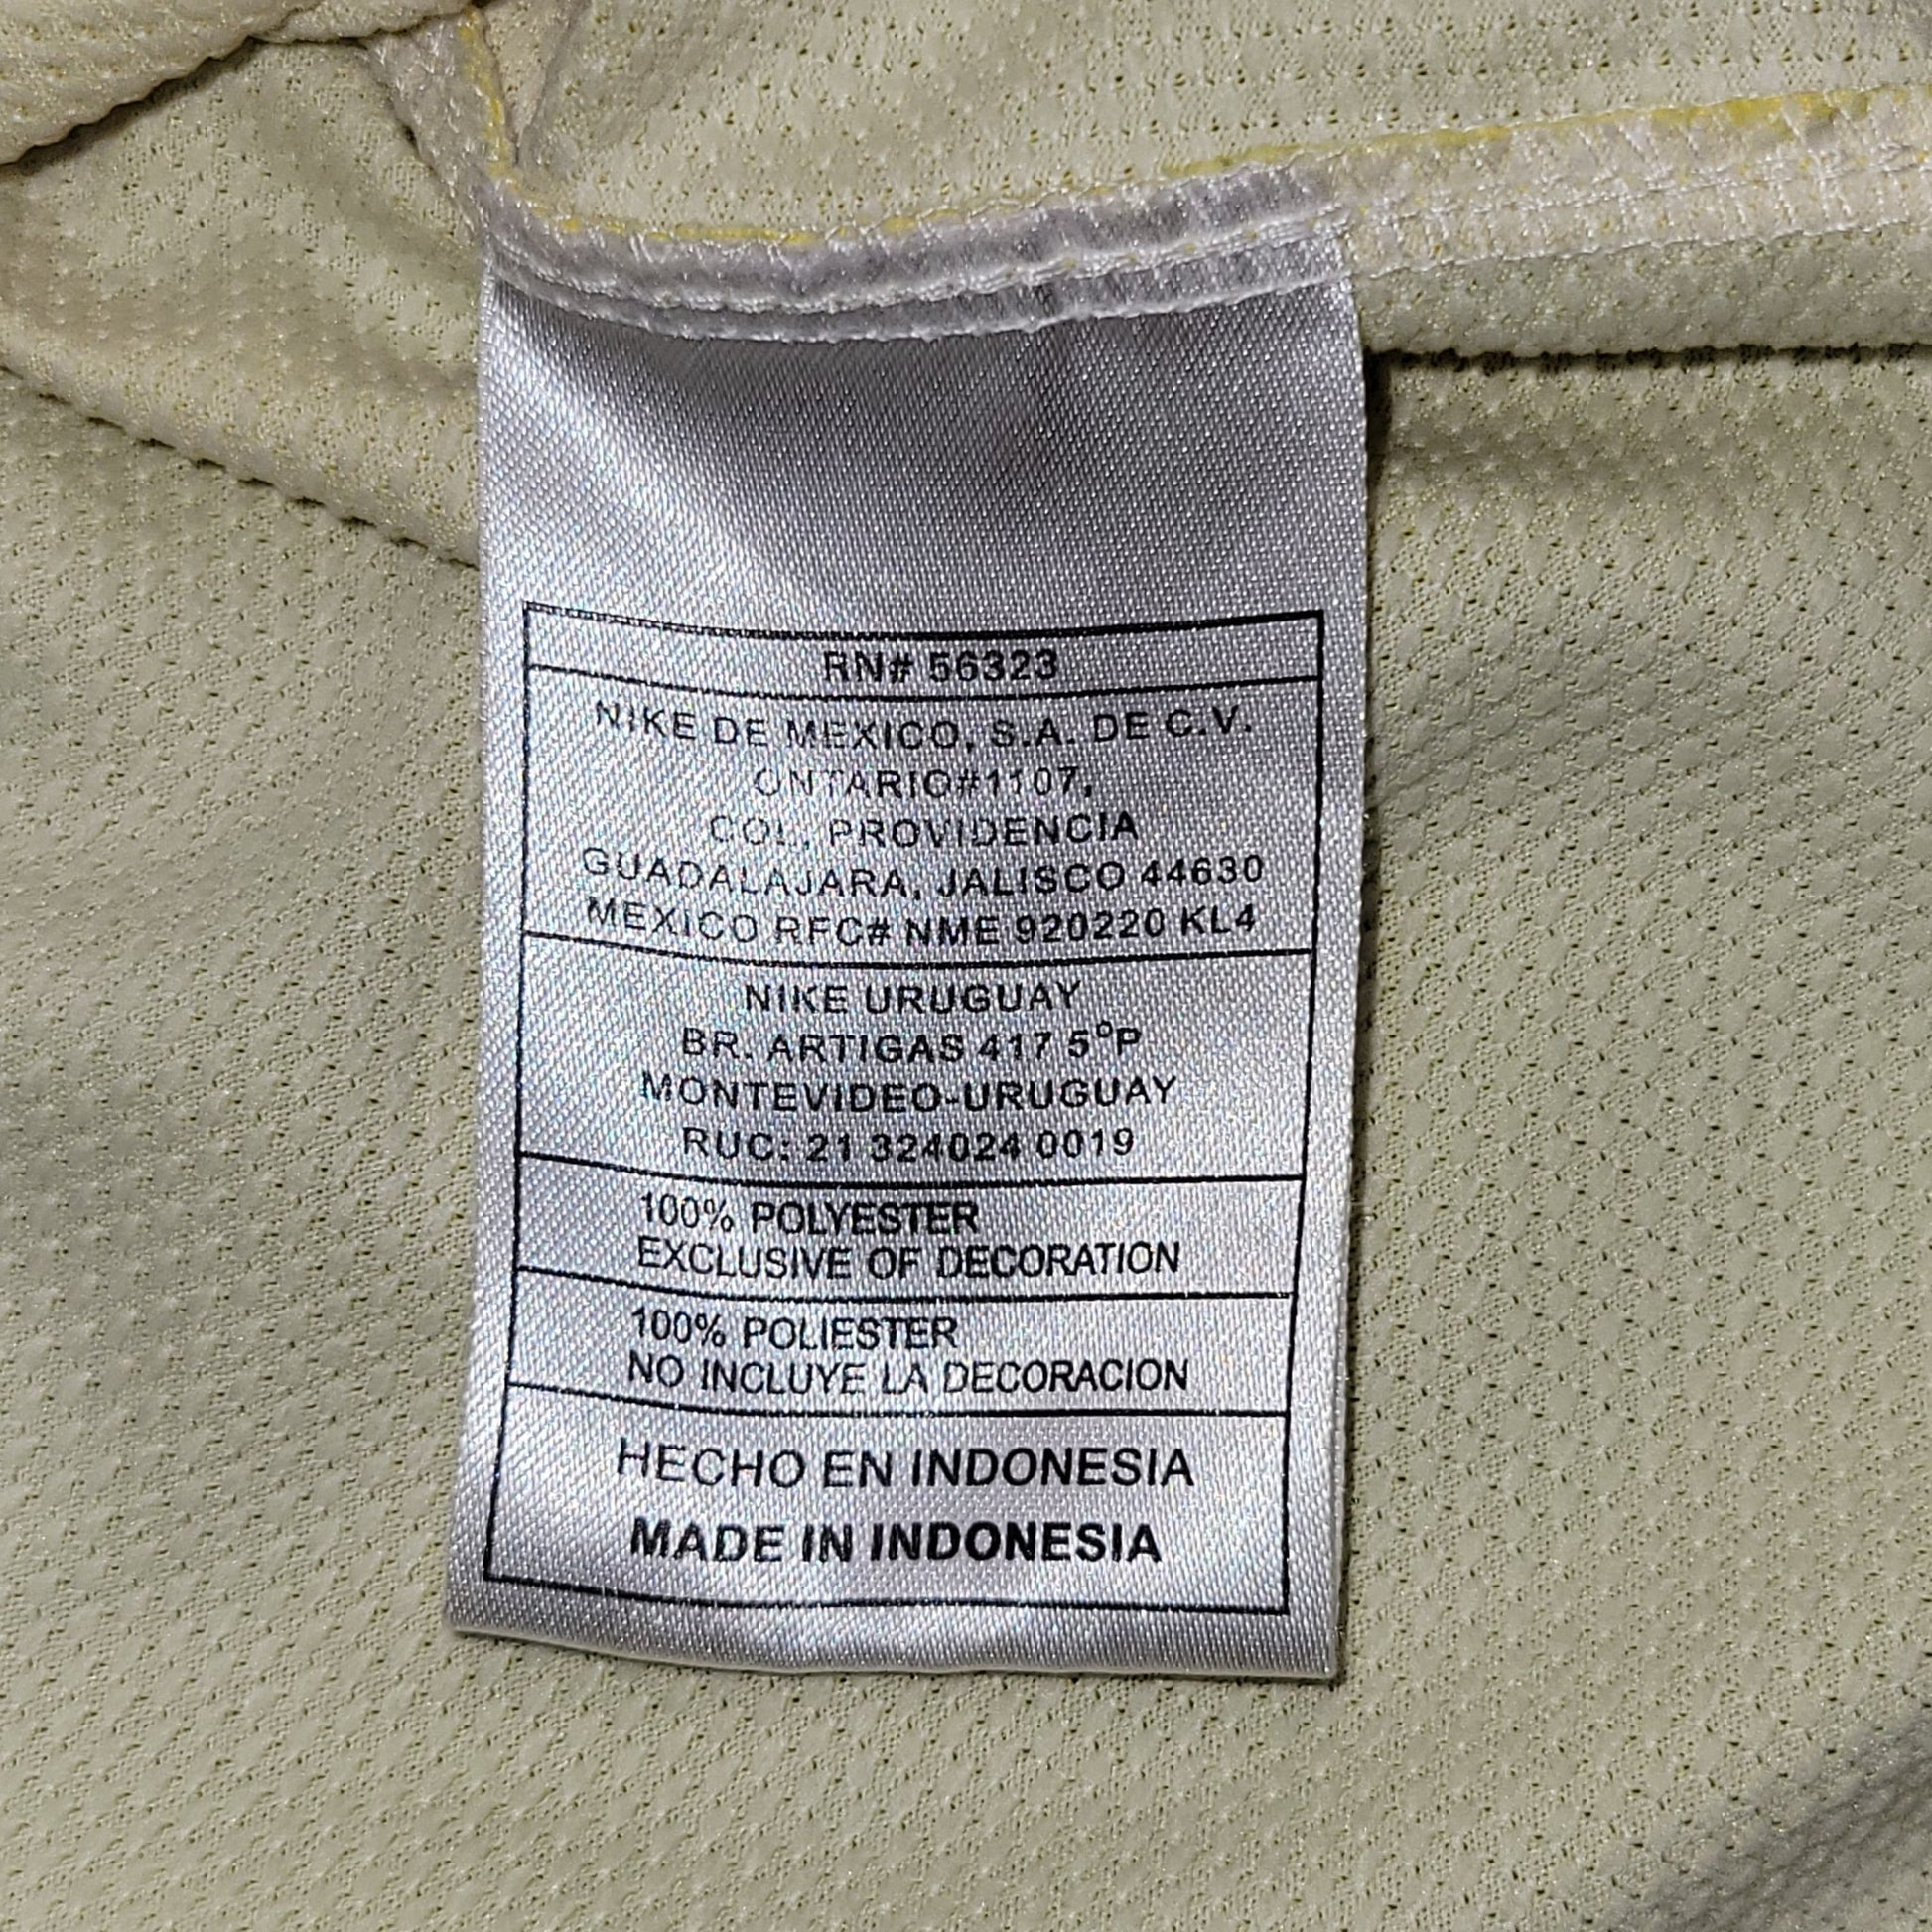 RN# 56323
NIKE DE MEXICO, S.A. DE C.V.
ONTARIO#1107,
COL, PROVIDENCIA
GUADALAJARA, JALISCO 44630
MEXICO RFC# NME 920220 KL4
NIKE URUGUAY
BR. ARTIGAS 417 5°P
MONTEVIDEO-URUGUAY
RUC: 21 324024 0019
100% POLYESTER
EXCLUSIVE OF DECORATION
100% POLIESTER
NO INCLUYE LA DECORACION
HECHO EN INDONESIA
MADE IN INDONESIA